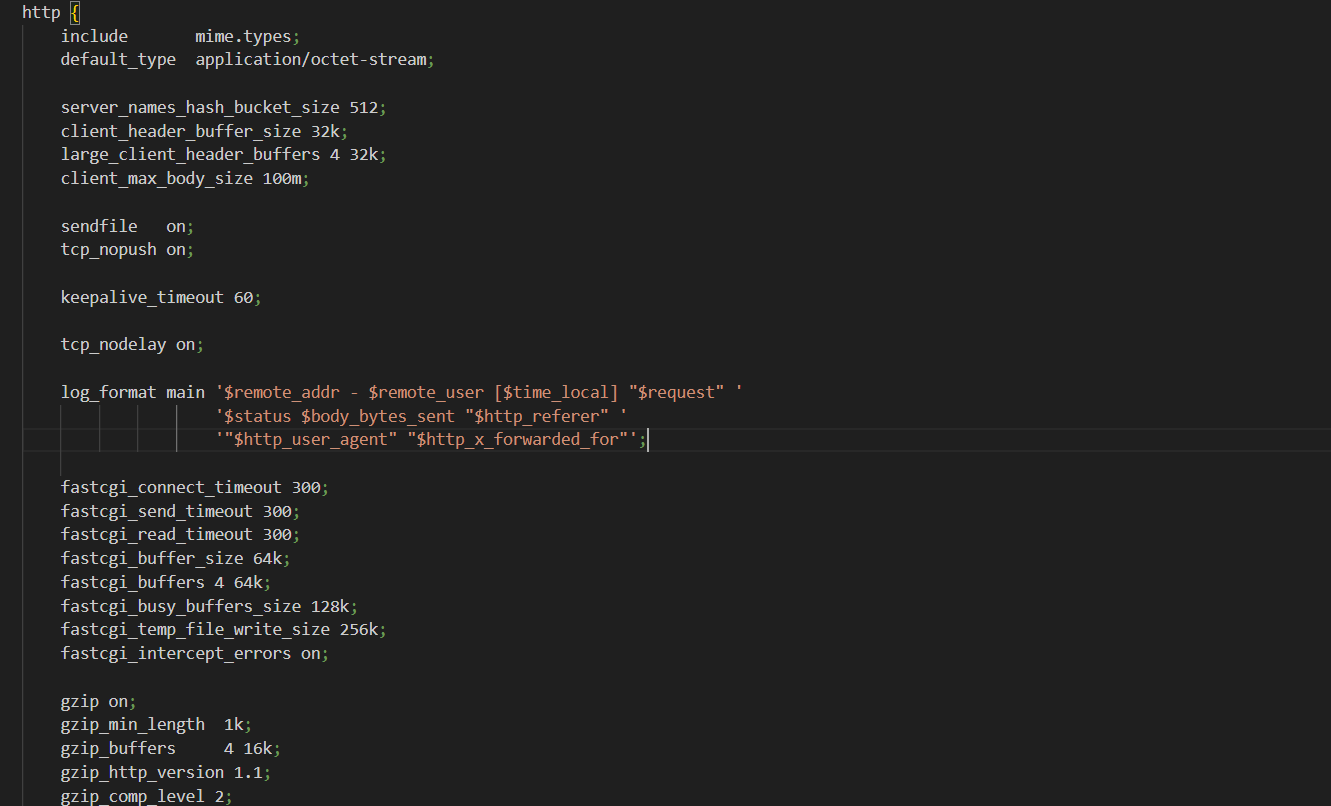 http {
    include       mime.types;
    default_type  application/octet-stream;

    server_names_hash_bucket_size 512;
    client_header_buffer_size 32k;
    large_client_header_buffers 4 32k;
    client_max_body_size 100m;

    sendfile   on;
    tcp_nopush on;

    keepalive_timeout 60;

    tcp_nodelay on;

    log_format main '$remote_addr - $remote_user [$time_local] "$request" '
                    '$status $body_bytes_sent "$http_referer" '
                    '"$http_user_agent" "$http_x_forwarded_for"';

    fastcgi_connect_timeout 300;
    fastcgi_send_timeout 300;
    fastcgi_read_timeout 300;
    fastcgi_buffer_size 64k;
    fastcgi_buffers 4 64k;
    fastcgi_busy_buffers_size 128k;
    fastcgi_temp_file_write_size 256k;
    fastcgi_intercept_errors on;

    gzip on;
    gzip_min_length  1k;
    gzip_buffers     4 16k;
    gzip_http_version 1.1;
    gzip_comp_level 2;